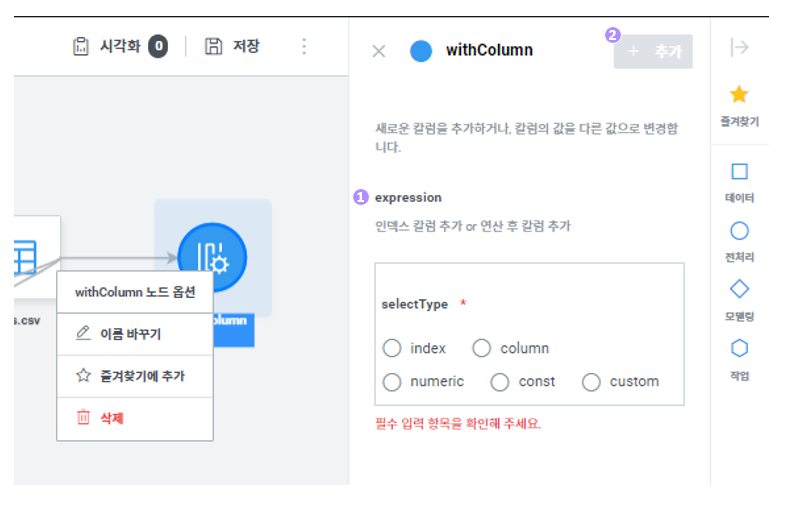 시각화 0
저장
withColumn
2
+ 추가
즐겨찾기
새로운 칼럼을 추가하거나, 칼럼의 값을 다른 값으로 변경합
니다.
1 expression
인덱스 칼럼 추가 or 연산 후 칼럼 추가
데이터
전처리
모델링
작업
s.csv
olumn
withColumn 노드 옵션
이름 바꾸기
즐겨찾기에 추가
삭제
selectType *
index column
numeric const custom
필수 입력 항목을 확인해 주세요.